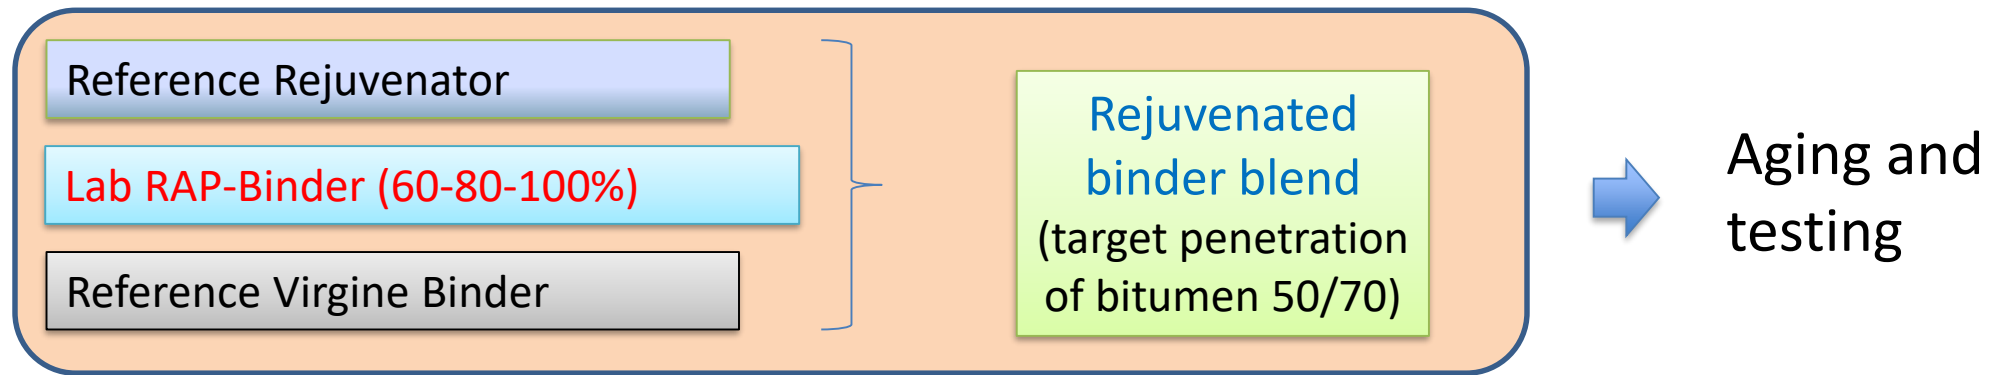 Reference Rejuvenator
Lab RAP-Binder (60-80-100%)
Reference Virgine Binder
Rejuvenated
binder blend
(target penetration
of bitumen 50/70)
Aging and
testing